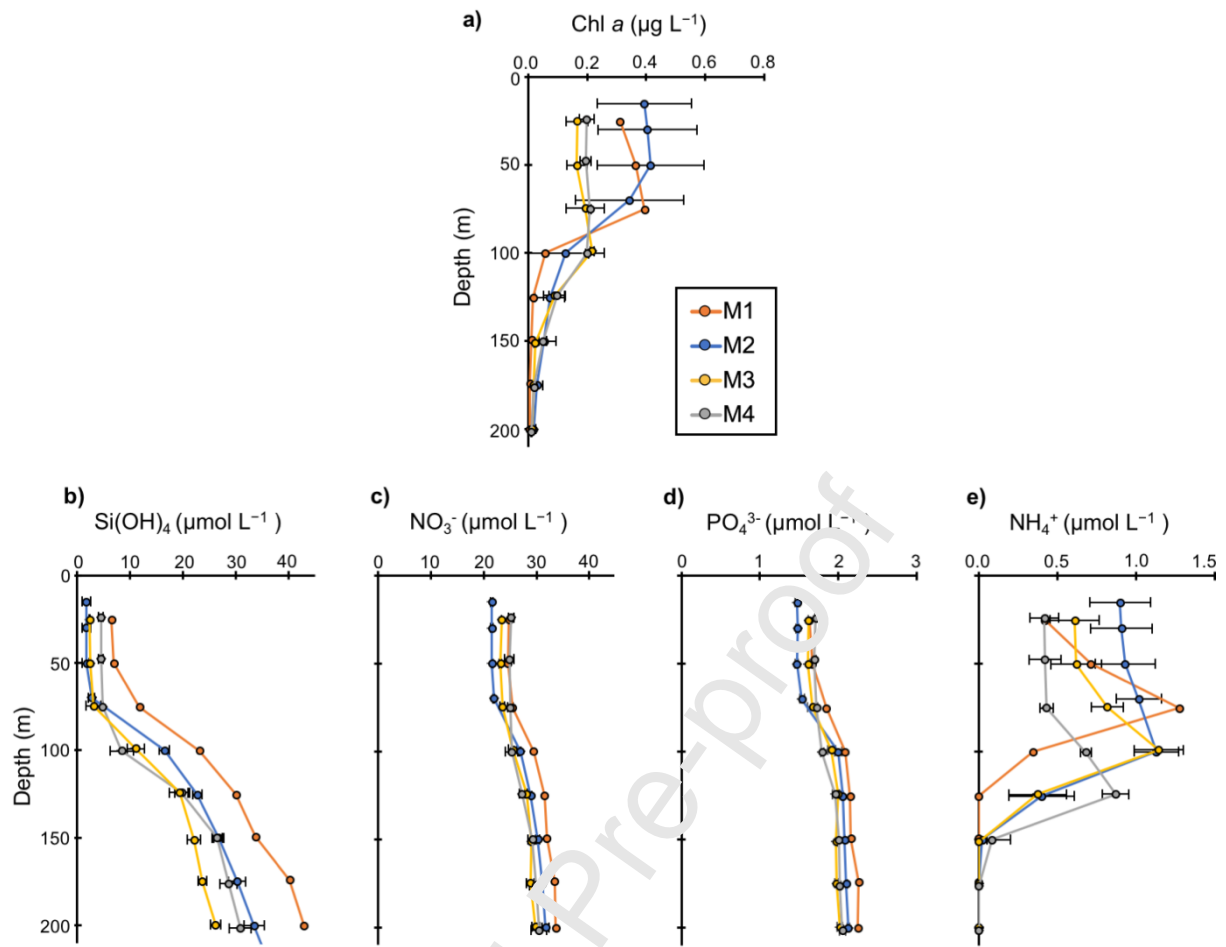 a)
Chl a (µg L⁻¹)
0.0 0.2 0.4 0.6 0.8
0
50
100
150
200
Depth (m)
M1
M2
M3
M4
b) c) d) e)
Si(OH)₄ (µmol L⁻¹ ) NO₃⁻ (µmol L⁻¹ ) PO₄³⁻ (µmol L⁻¹ ) NH₄⁺ (µmol L⁻¹ )
0 10 20 30 40 0 10 20 30 40 0 1 2 3 0.0 0.5 1.0 1.5
0
50
100
150
200
Depth (m)
Pre-proof